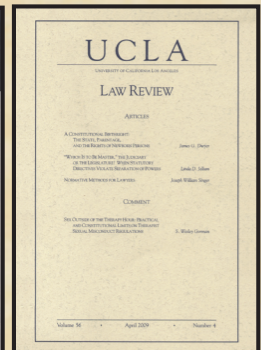 UCLA
UNIVERSITY OF CALIFORNIA LOS ANGELES
LAW REVIEW
ARTICLES
A CONSTITUTIONAL BIRTHRIGHT:
THE STATE, PARENTAGE,
AND THE RIGHTS OF NEWBORN PERSONS James G. Dwyer
"WHICH IS TO BE MASTER," THE JUDICIARY
OR THE LEGISLATURE? WHEN STATUTORY
DIRECTIVES VIOLATE SEPARATION OF POWERS Linda D. Jellum
NORMATIVE METHODS FOR LAWYERS Joseph William Singer
COMMENT
SEX OUTSIDE OF THE THERAPY HOUR: PRACTICAL
AND CONSTITUTIONAL LIMITS ON THERAPIST
SEXUAL MISCONDUCT REGULATIONS
Volume 56 • April 2009 • Number 4